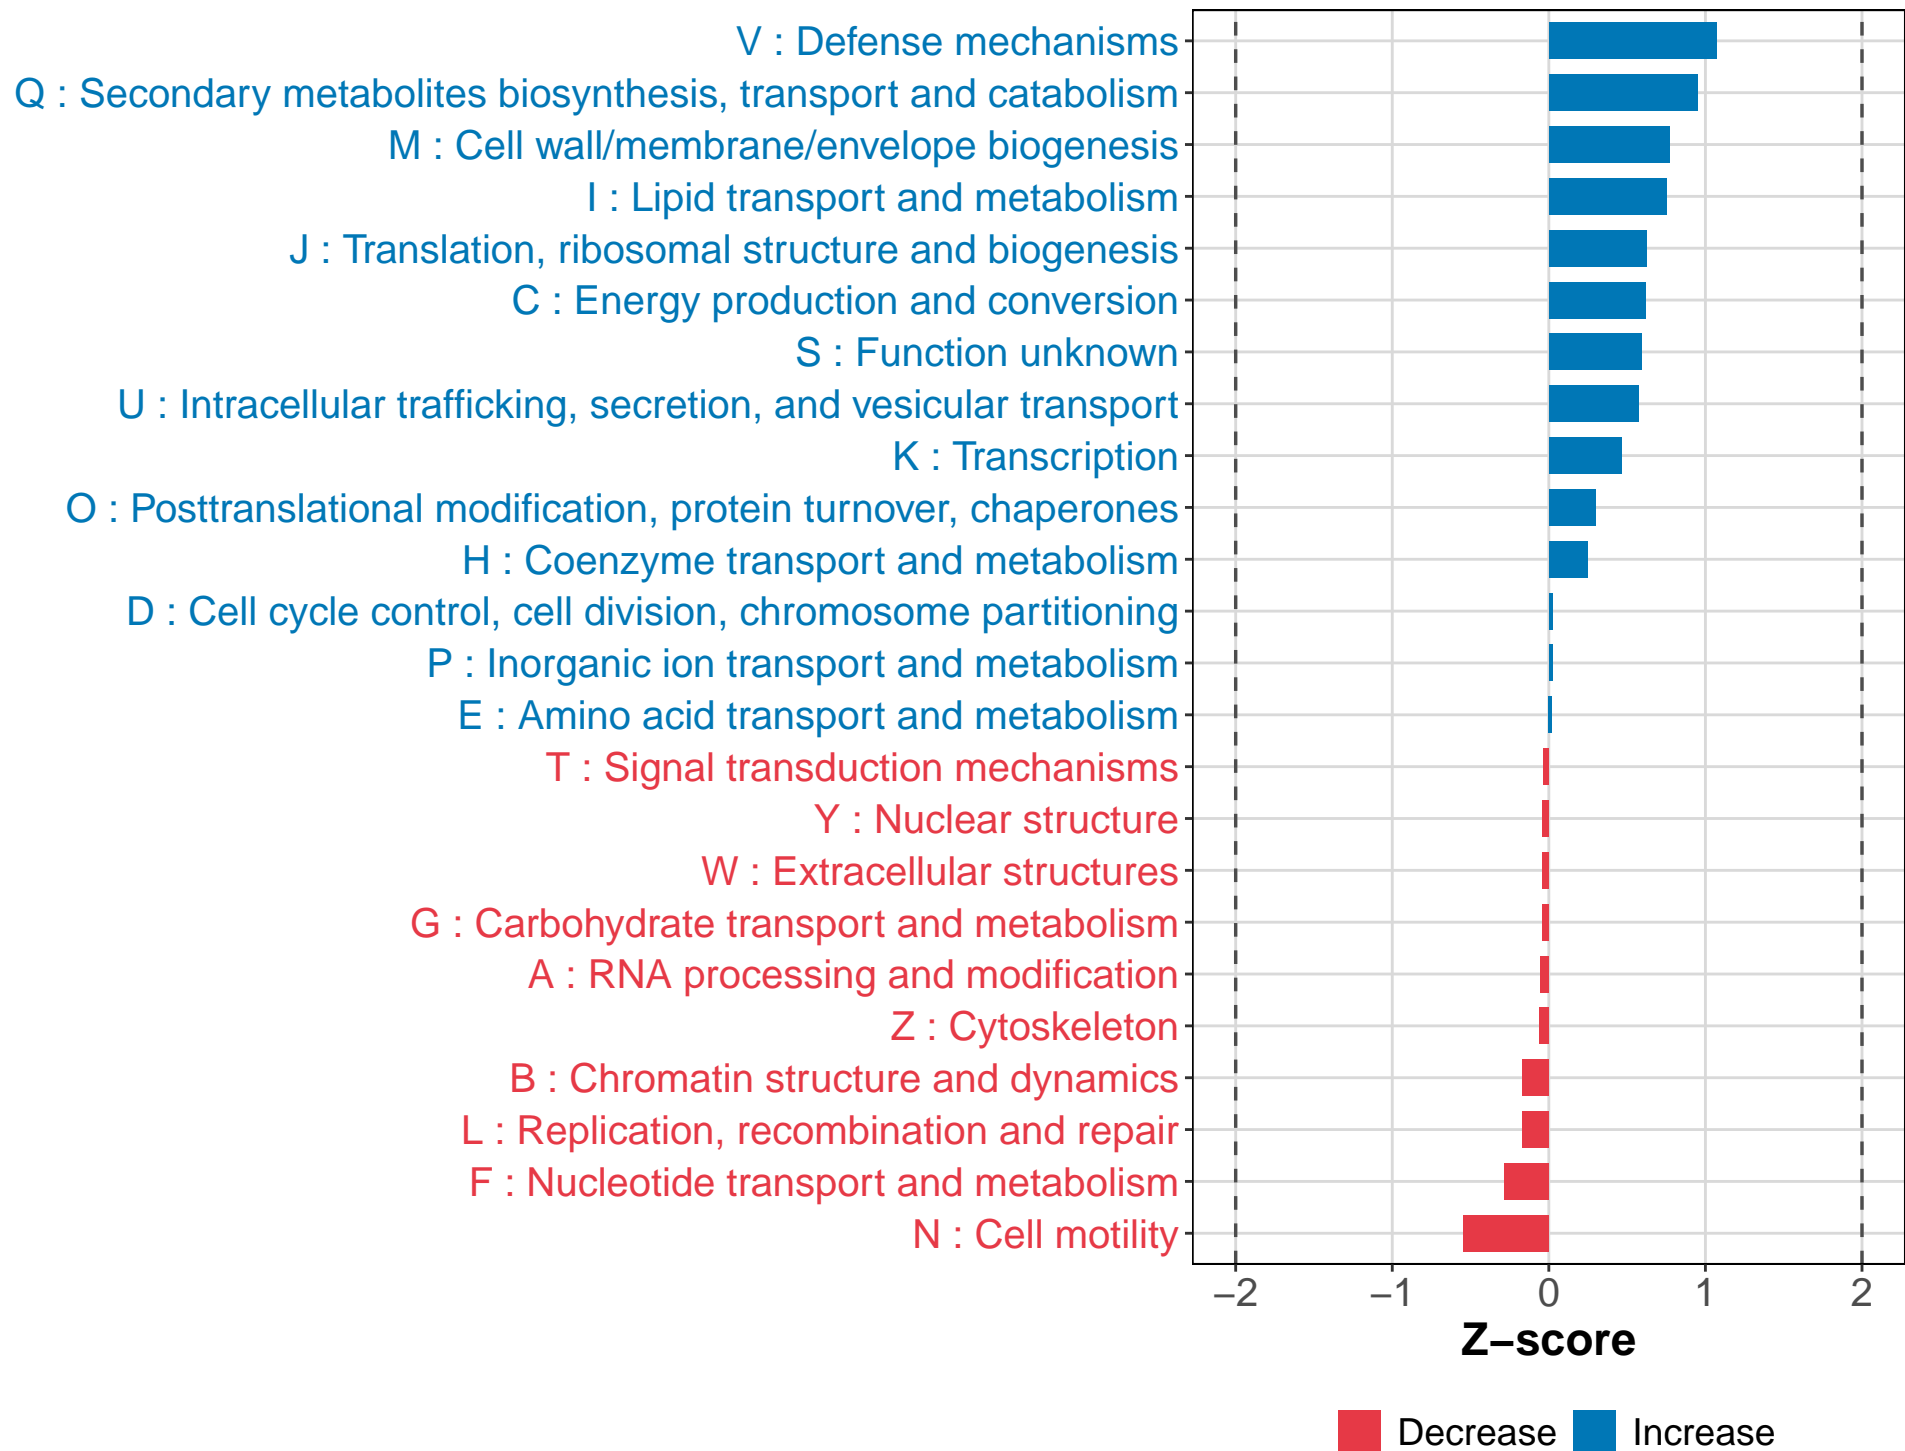 V : Defense mechanisms
Q : Secondary metabolites biosynthesis, transport and catabolism
M : Cell wall/membrane/envelope biogenesis
I : Lipid transport and metabolism
J : Translation, ribosomal structure and biogenesis
C : Energy production and conversion
S : Function unknown
U : Intracellular trafficking, secretion, and vesicular transport
K : Transcription
O : Posttranslational modification, protein turnover, chaperones
H : Coenzyme transport and metabolism
D : Cell cycle control, cell division, chromosome partitioning
P : Inorganic ion transport and metabolism
E : Amino acid transport and metabolism
T : Signal transduction mechanisms
Y : Nuclear structure
W : Extracellular structures
G : Carbohydrate transport and metabolism
A : RNA processing and modification
Z : Cytoskeleton
B : Chromatin structure and dynamics
L : Replication, recombination and repair
F : Nucleotide transport and metabolism
N : Cell motility
−2 −1 0 1 2
Z−score
Decrease Increase